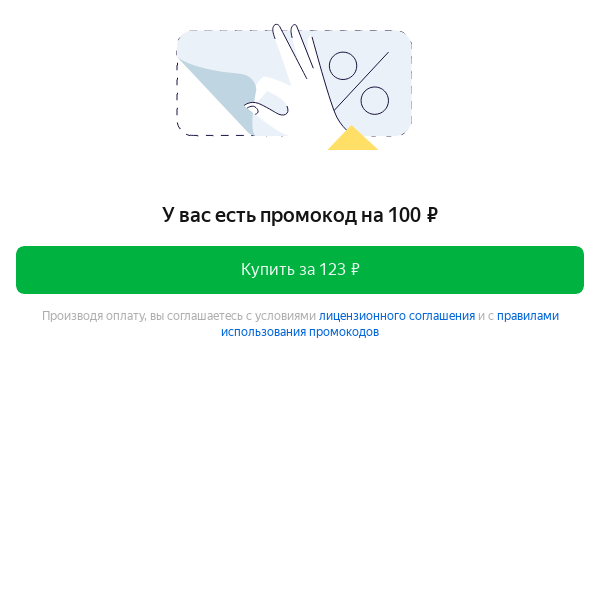 У вас есть промокод на 100 ₽
Купить за 123 ₽
Производя оплату, вы соглашаетесь с условиями лицензионного соглашения и с правилами
использования промокодов